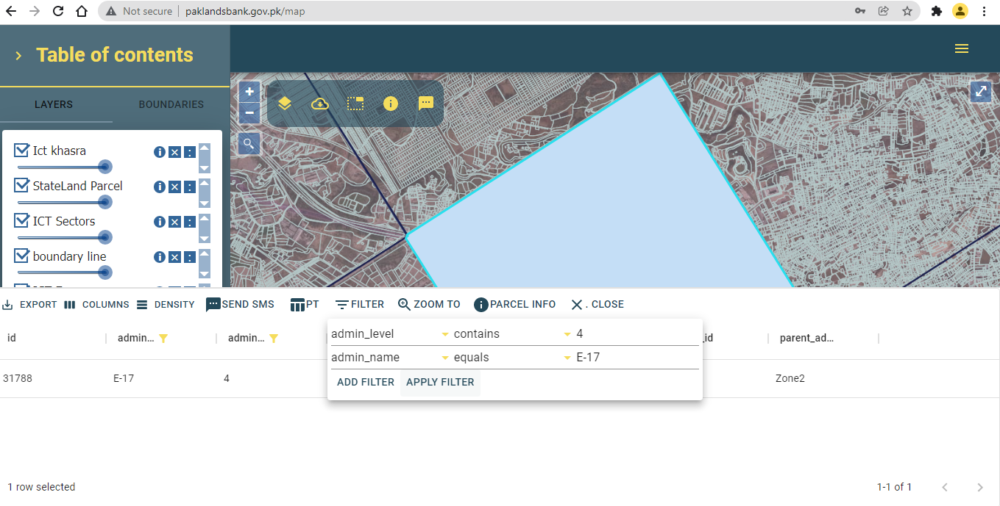 Not secure
paklandsbank.gov.pk/map
Table of contents
LAYERS BOUNDARIES
Ict khasra
StateLand Parcel
ICT Sectors
boundary line
EXPORT COLUMNS DENSITY SEND SMS PT FILTER ZOOM TO PARCEL INFO . CLOSE
id admin... admin... _id parent_ad...
admin_level contains 4
admin_name equals E-17
ADD FILTER APPLY FILTER
31788 E-17 4 Zone2
1 row selected 1-1 of 1